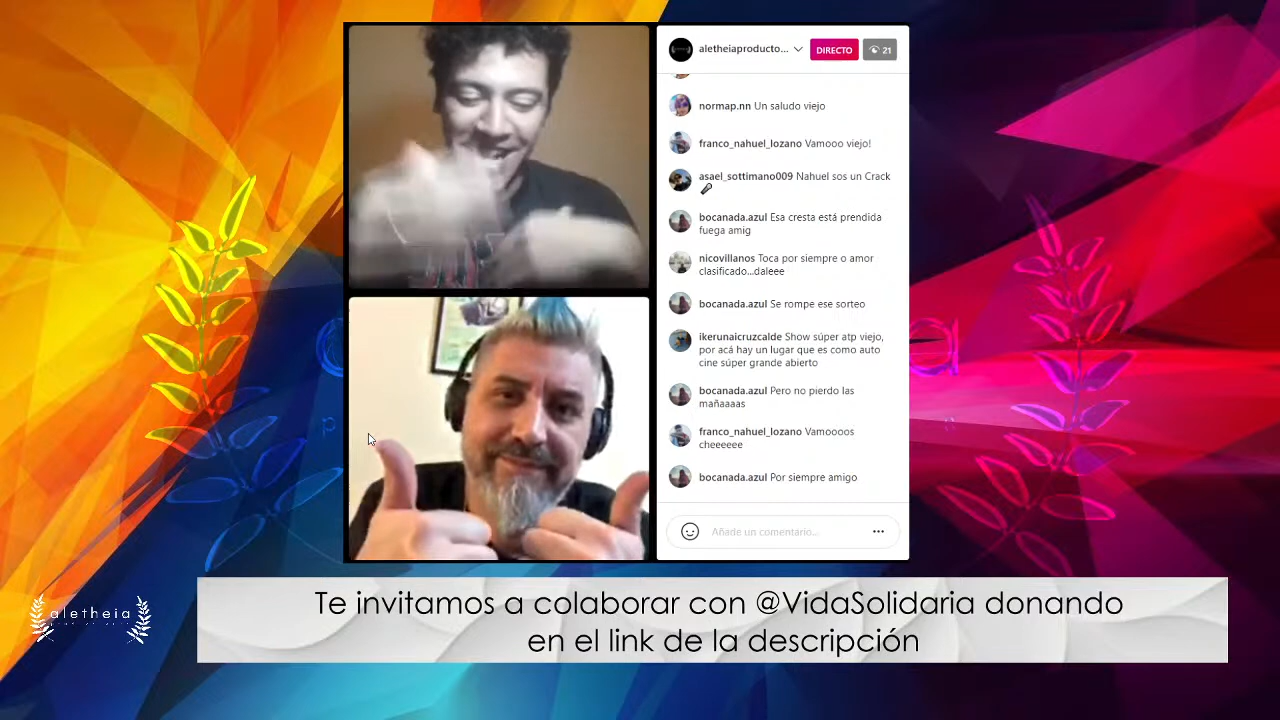 aletheiaproducto...
DIRECTO
21
normap.nn Un saludo viejo
franco_nahuel_lozano Vamooo viejo!
asael_sottimano009 Nahuel sos un Crack
bocanada.azul Esa cresta está prendida
fuega amig
nicovillanos Toca por siempre o amor
clasificado...daleee
bocanada.azul Se rompe ese sorteo
ikerunaicruzcalde Show súper atp viejo,
por acá hay un lugar que es como auto
cine súper grande abierto
bocanada.azul Pero no pierdo las
mañaaaas
franco_nahuel_lozano Vamoooos
cheeeeee
bocanada.azul Por siempre amigo
Añade un comentario...
aletheia
Te invitamos a colaborar con @VidaSolidaria donando
en el link de la descripción